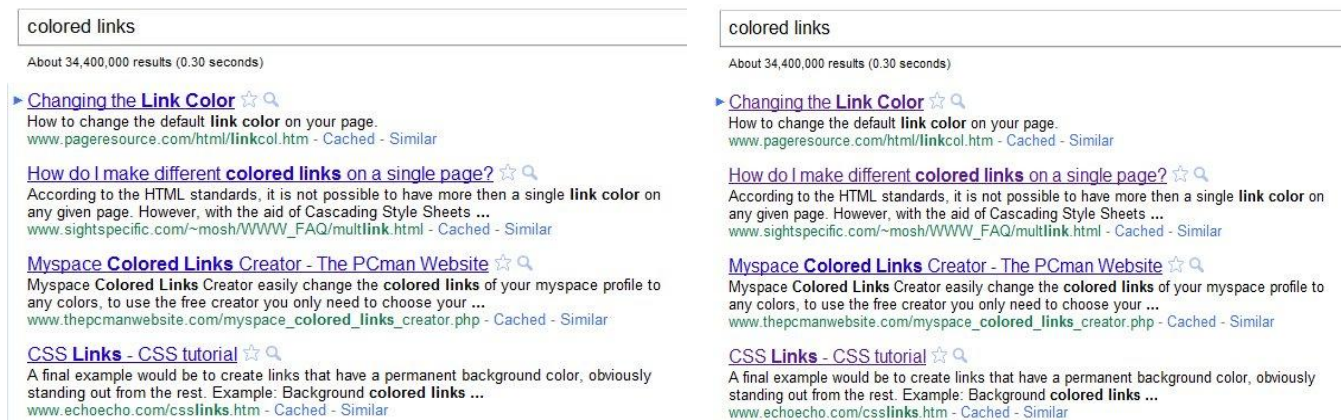 colored links
About 34,400,000 results (0.30 seconds)
Changing the Link Color
How to change the default link color on your page.
www.pageresource.com/html/linkcol.htm - Cached - Similar
How do I make different colored links on a single page?
According to the HTML standards, it is not possible to have more then a single link color on
any given page. However, with the aid of Cascading Style Sheets ...
www.sightspecific.com/~mosh/WWW_FAQ/multlink.html - Cached - Similar
Myspace Colored Links Creator - The PCman Website
Myspace Colored Links Creator easily change the colored links of your myspace profile to
any colors, to use the free creator you only need to choose your ...
www.thepcmanwebsite.com/myspace_colored_links_creator.php - Cached - Similar
CSS Links - CSS tutorial
A final example would be to create links that have a permanent background color, obviously
standing out from the rest. Example: Background colored links ...
www.echoecho.com/csslinks.htm - Cached - Similar
colored links
About 34,400,000 results (0.30 seconds)
Changing the Link Color
How to change the default link color on your page.
www.pageresource.com/html/linkcol.htm - Cached - Similar
How do I make different colored links on a single page?
According to the HTML standards, it is not possible to have more then a single link color on
any given page. However, with the aid of Cascading Style Sheets ...
www.sightspecific.com/~mosh/WWW_FAQ/multlink.html - Cached - Similar
Myspace Colored Links Creator - The PCman Website
Myspace Colored Links Creator easily change the colored links of your myspace profile to
any colors, to use the free creator you only need to choose your ...
www.thepcmanwebsite.com/myspace_colored_links_creator.php - Cached - Similar
CSS Links - CSS tutorial
A final example would be to create links that have a permanent background color, obviously
standing out from the rest. Example: Background colored links ...
www.echoecho.com/csslinks.htm - Cached - Similar